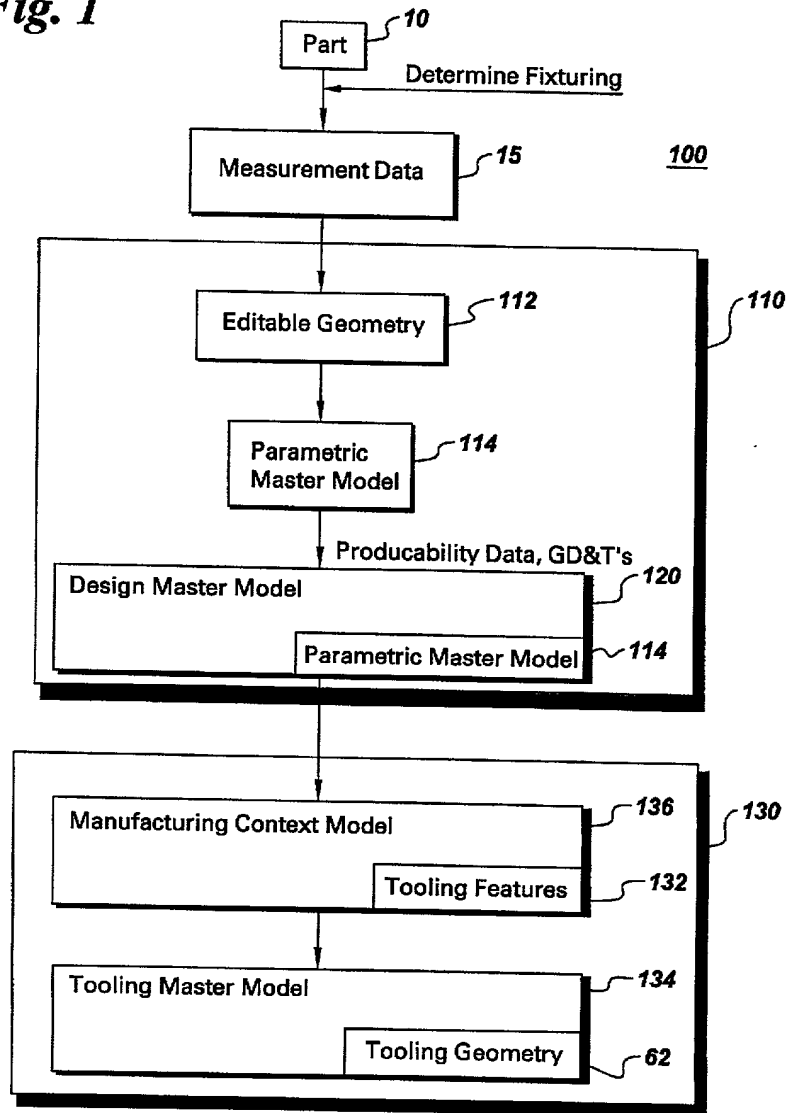 Fig. 1
10
Part
Determine Fixturing
Measurement Data
15
100
Editable Geometry
112
110
Parametric
Master Model
114
Producability Data, GD&T's
Design Master Model
120
Parametric Master Model
114
Manufacturing Context Model
136
130
Tooling Features
132
Tooling Master Model
134
Tooling Geometry
62